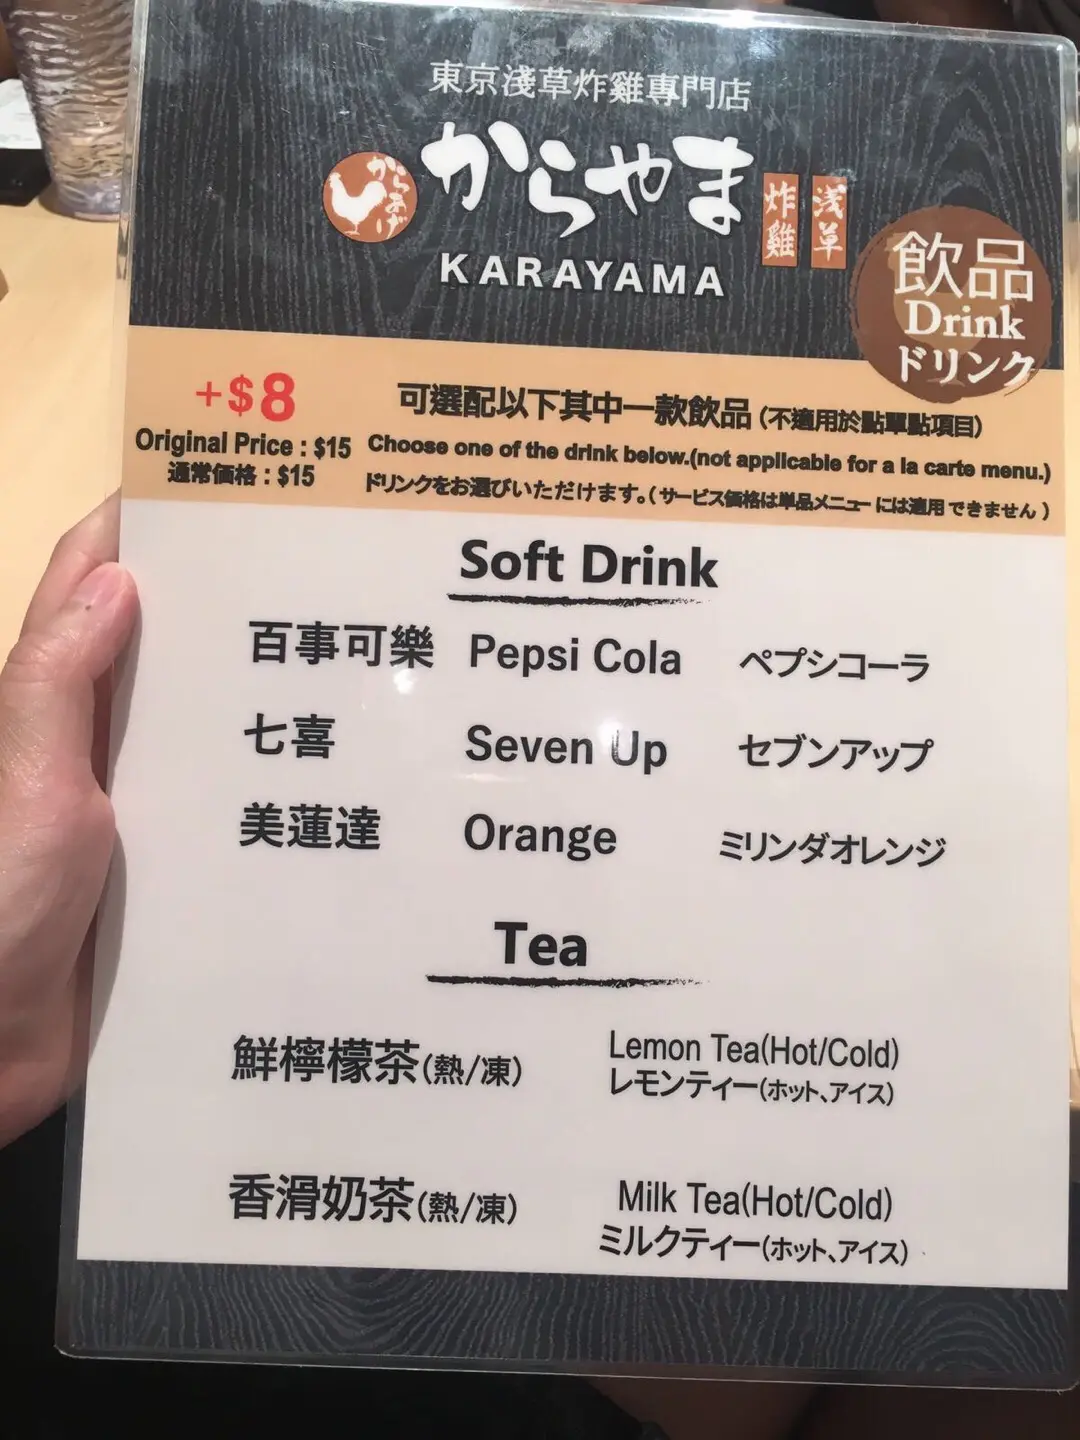 東京淺草炸雞專門店
からあげ
からやま
炸雞
浅草
KARAYAMA
飲品
Drink
ドリンク
+$8
Original Price : $15
通常価格 : $15
可選配以下其中一款飲品 (不適用於點單點項目)
Choose one of the drink below.(not applicable for a la carte menu.)
ドリンクをお選びいただけます。( サービス価格は単品メニューには適用 できません )
Soft Drink
百事可樂 Pepsi Cola ペプシコーラ
七喜 Seven Up セブンアップ
美蓮達 Orange ミリンダオレンジ
Tea
鮮檸檬茶(熱/凍) Lemon Tea(Hot/Cold)
レモンティー(ホット、アイス)
香滑奶茶(熱/凍) Milk Tea(Hot/Cold)
ミルクティー(ホット、アイス)